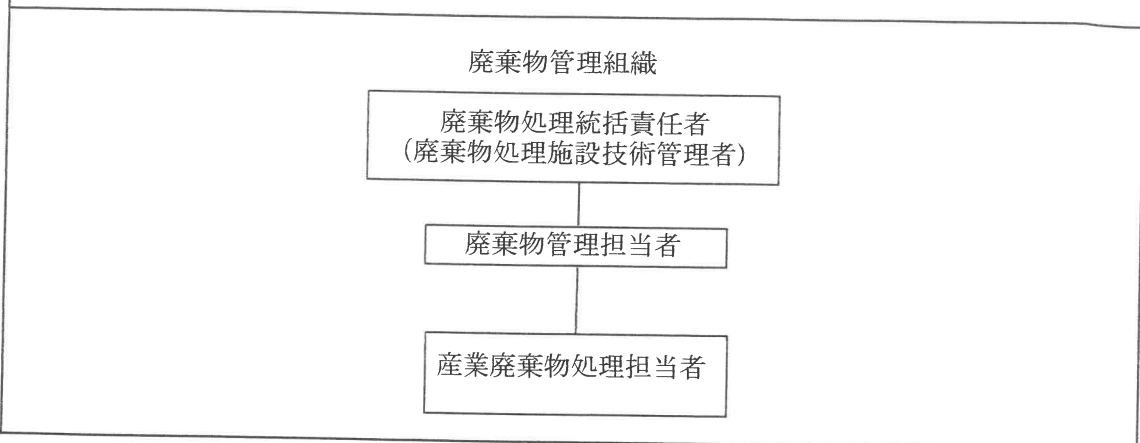 廃棄物管理組織
廃棄物処理統括責任者
（廃棄物処理施設技術管理者）
廃棄物管理担当者
産業廃棄物処理担当者